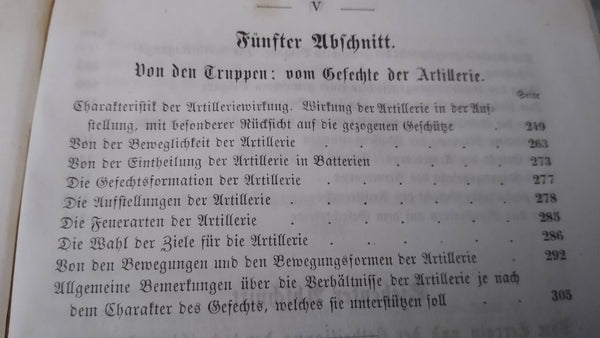 V
Fünfter Abschnitt.
Von den Truppen: vom Gefechte der Artillerie.
Seite
Charakteristik der Artilleriewirkung. Wirkung der Artillerie in der Auf-
stellung, mit besonderer Rücksicht auf die gezogenen Geschütze . . 249
Von der Beweglichkeit der Artillerie . . . . . 263
Von der Eintheilung der Artillerie in Batterien . . . . 273
Die Gefechtsformation der Artillerie . . . . . 277
Die Aufstellungen der Artillerie . . . . . 278
Die Feuerarten der Artillerie . . . . . . 285
Die Wahl der Ziele für die Artillerie . . . . . 286
Von den Bewegungen und den Bewegungsformen der Artillerie . . 292
Allgemeine Bemerkungen über die Verhältnisse der Artillerie je nach
dem Charakter des Gefechts, welches sie unterstützen soll . . 305